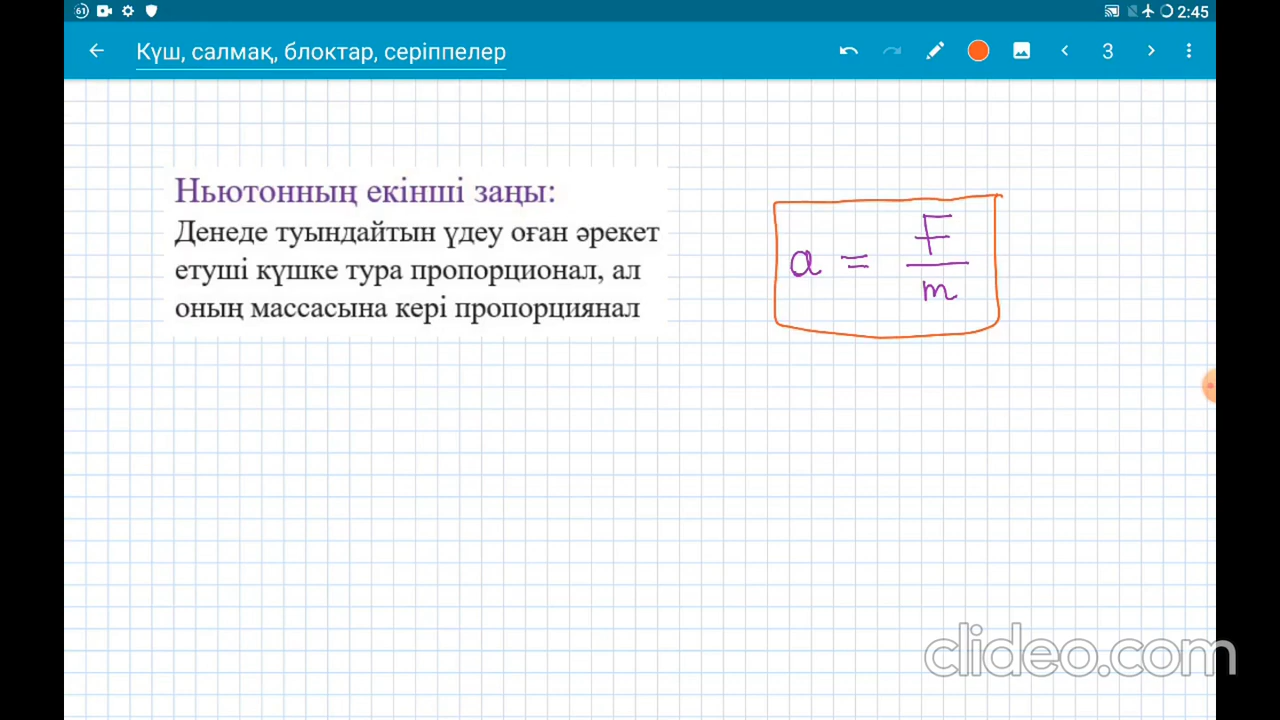 61 2:45
Күш, салмақ, блоктар, серіппелер 3
Ньютонның екінші заңы:
Денеде туындайтын үдеу оған әрекет
етуші күшке тура пропорционал, ал
оның массасына кері пропорциянал
a = F/m
clideo.com